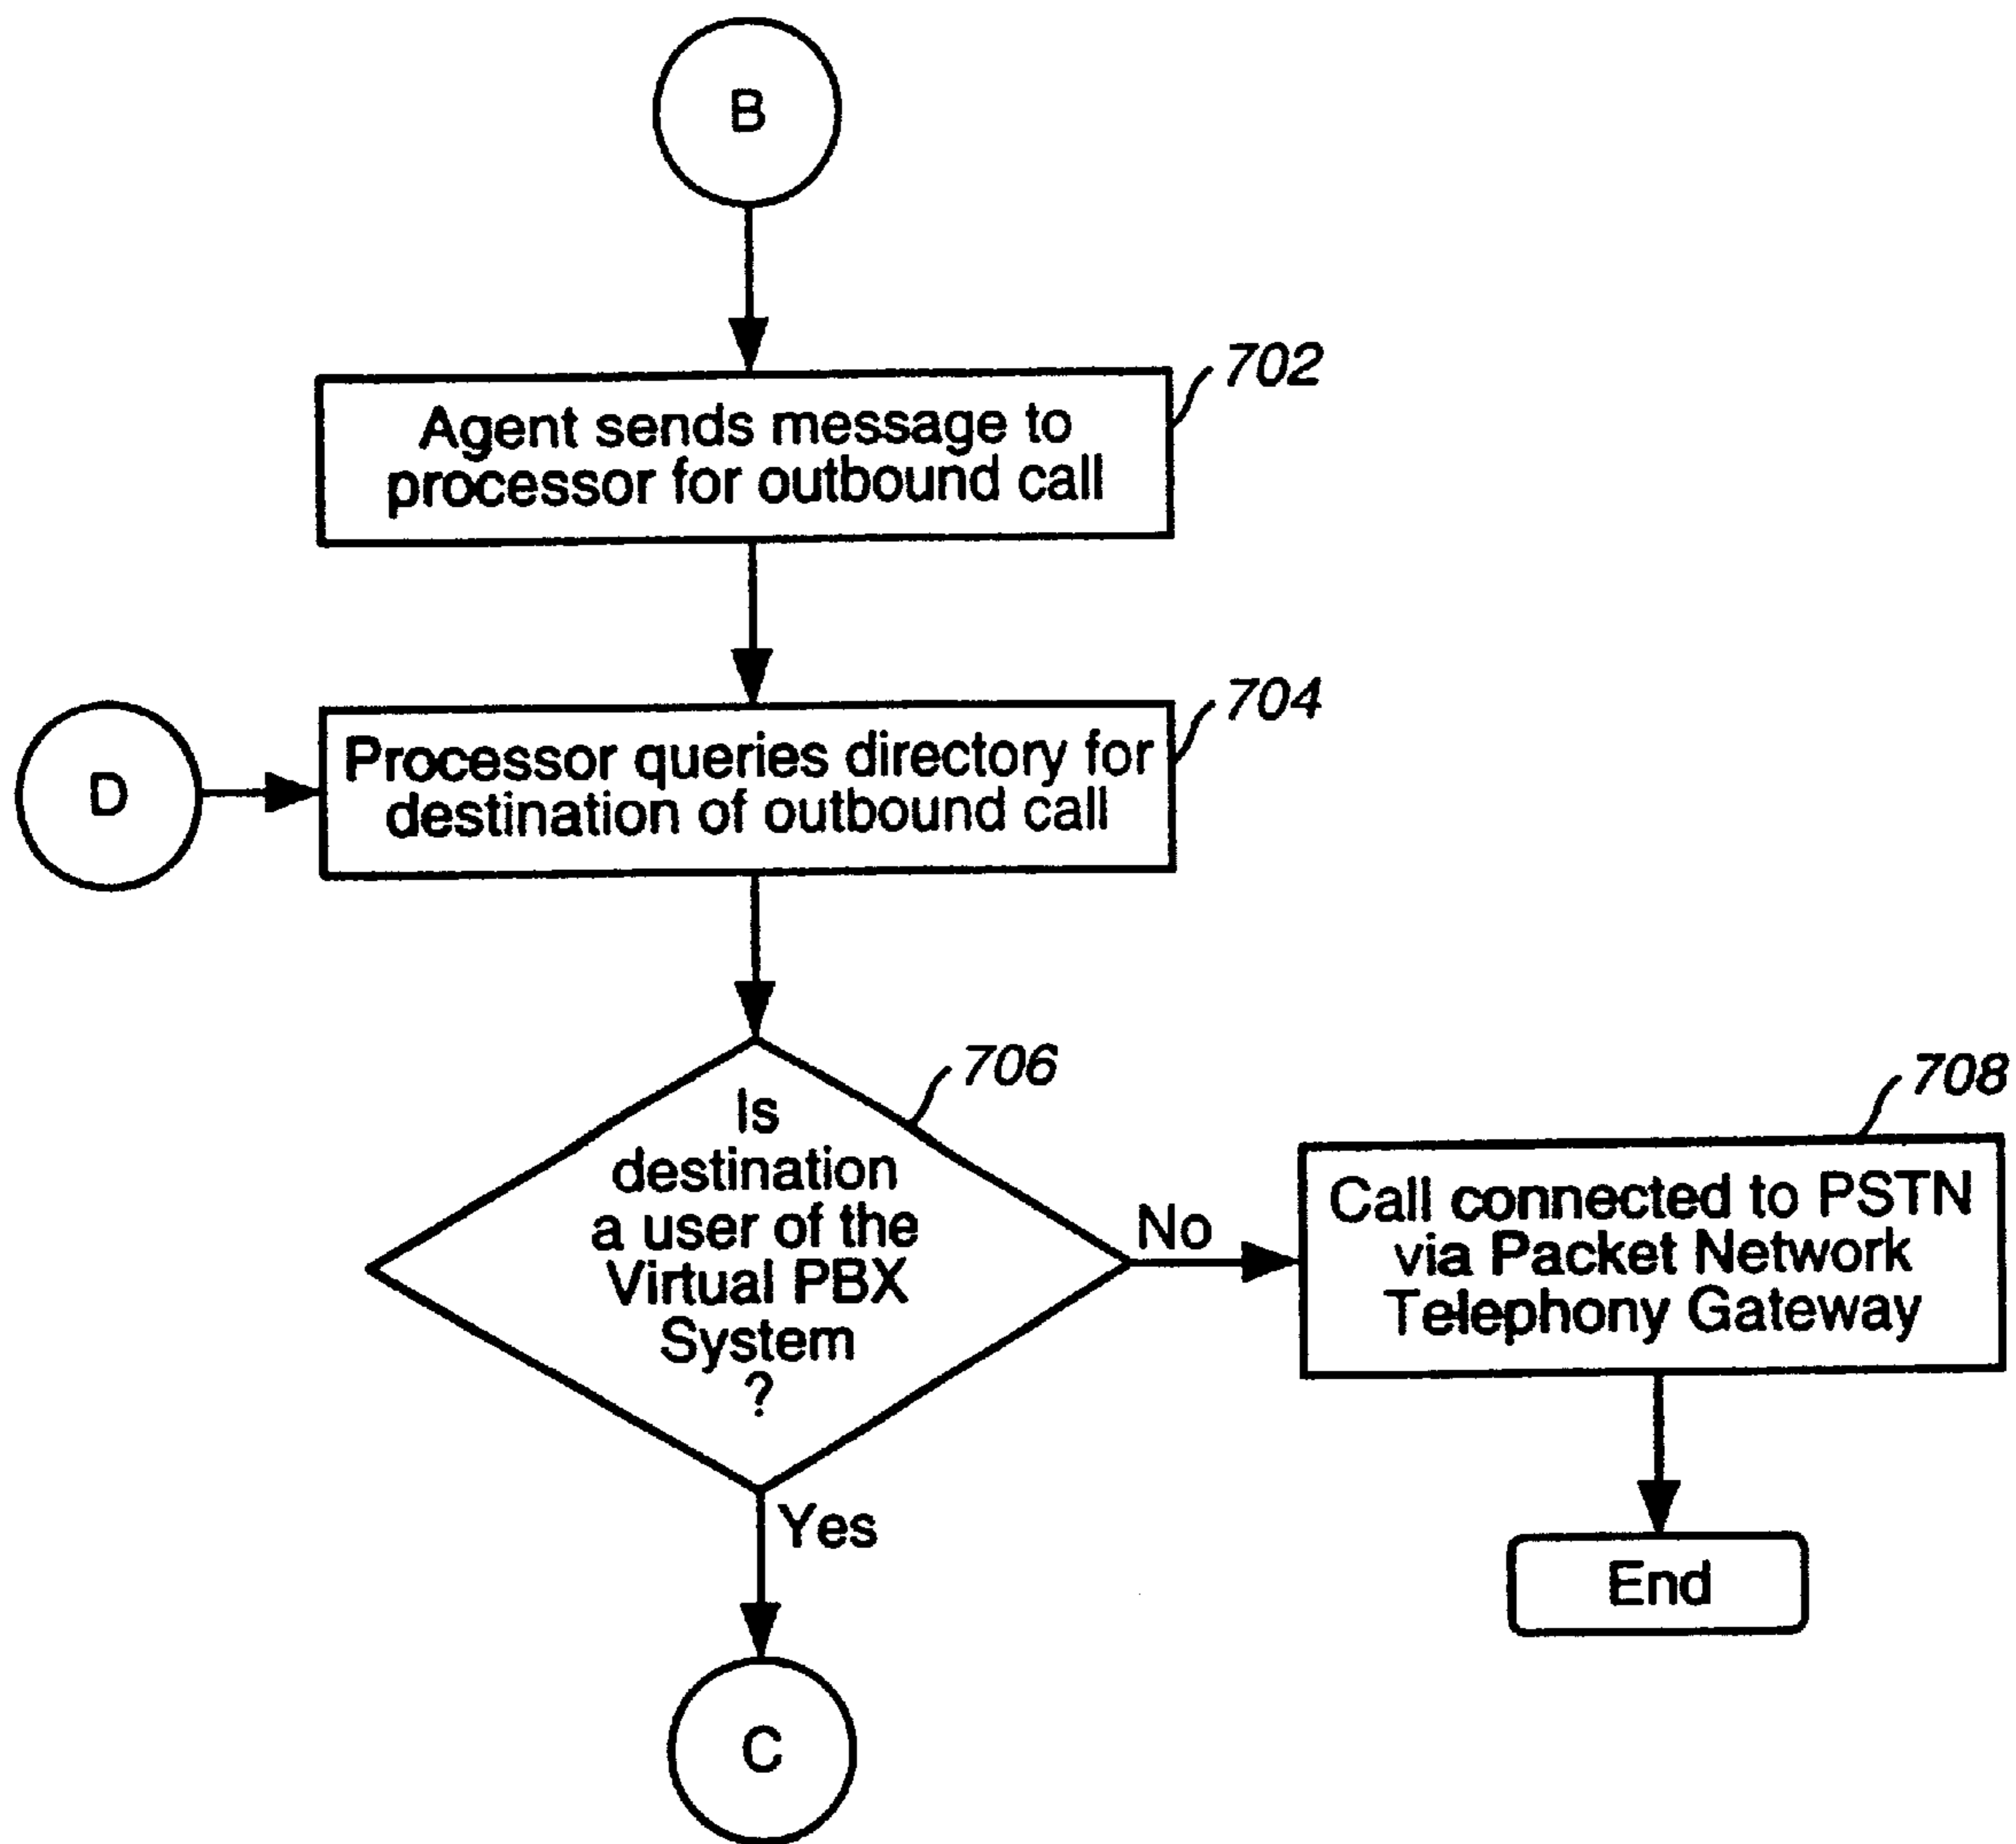 B
702
Agent sends message to
processor for outbound call
704
D
Processor queries directory for
destination of outbound call
706
Is
destination
a user of the
Virtual PBX
System
?
No
708
Call connected to PSTN
via Packet Network
Telephony Gateway
Yes
End
C